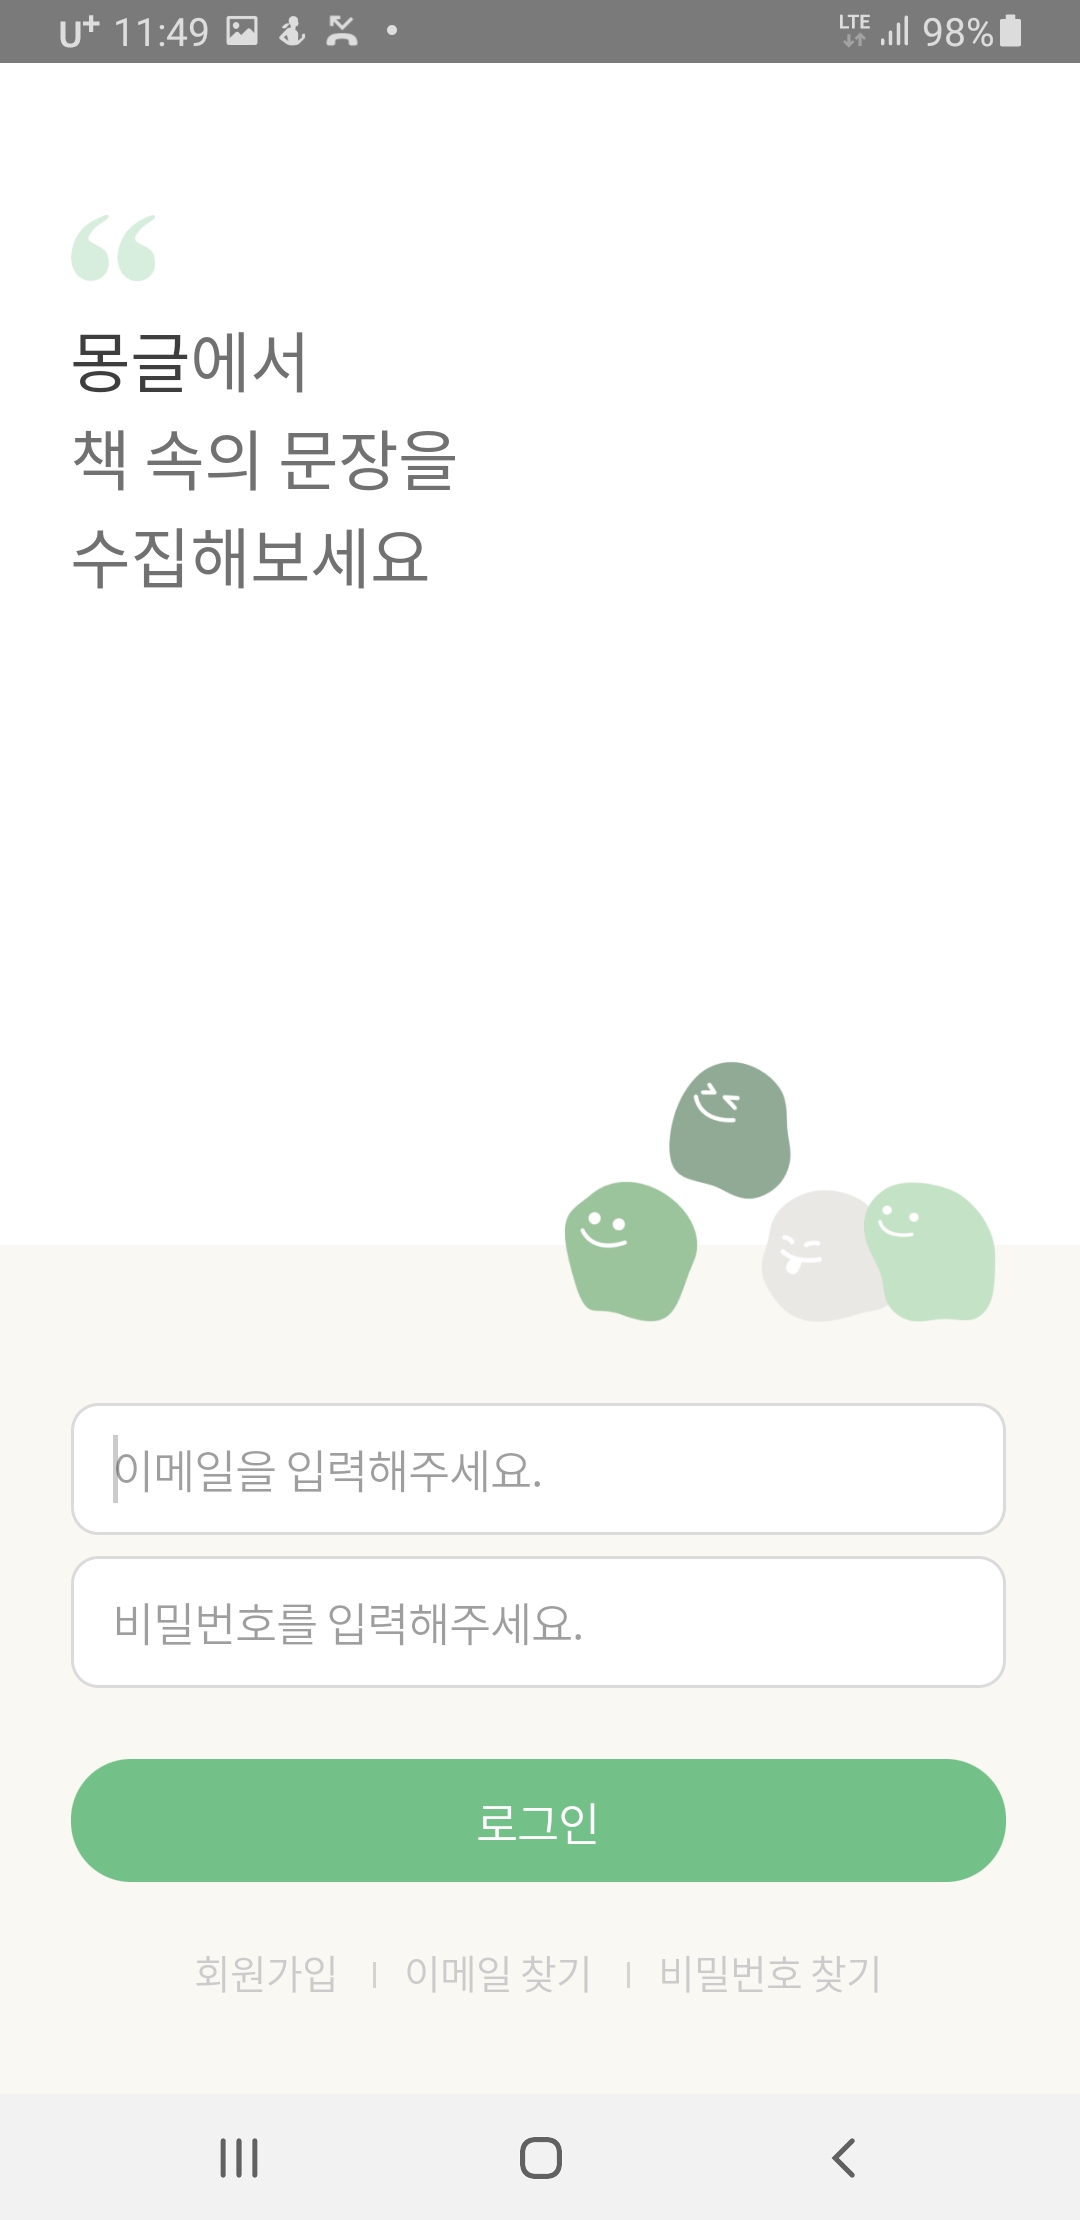 U+ 11:49 LTE 98%
“
몽글에서
책 속의 문장을
수집해보세요
이메일을 입력해주세요.
비밀번호를 입력해주세요.
로그인
회원가입 | 이메일 찾기 | 비밀번호 찾기